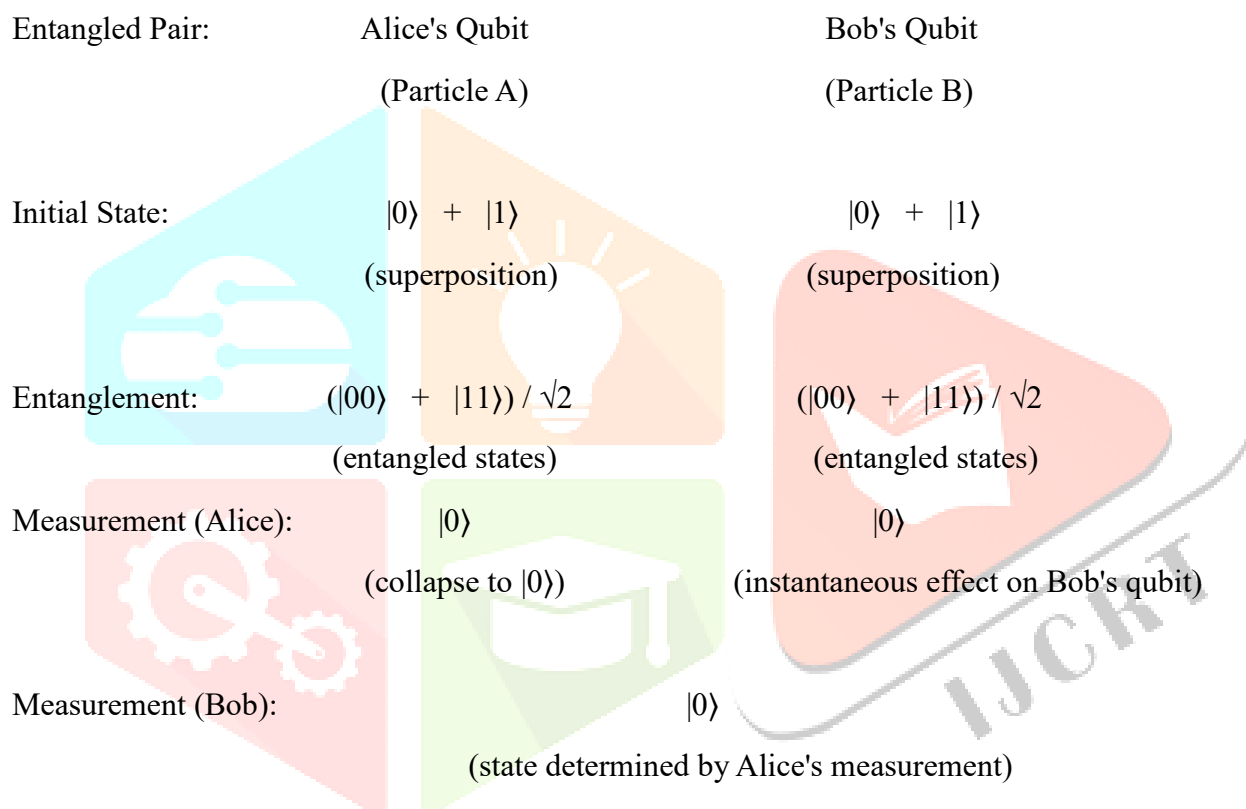 Entangled Pair: Alice's Qubit Bob's Qubit
(Particle A) (Particle B)
Initial State: |0⟩ + |1⟩ |0⟩ + |1⟩
(superposition) (superposition)
Entanglement: (|00⟩ + |11⟩) / √2 (|00⟩ + |11⟩) / √2
(entangled states) (entangled states)
Measurement (Alice): |0⟩ |0⟩
(collapse to |0⟩) (instantaneous effect on Bob's qubit)
IJCRT
Measurement (Bob): |0⟩
(state determined by Alice's measurement)